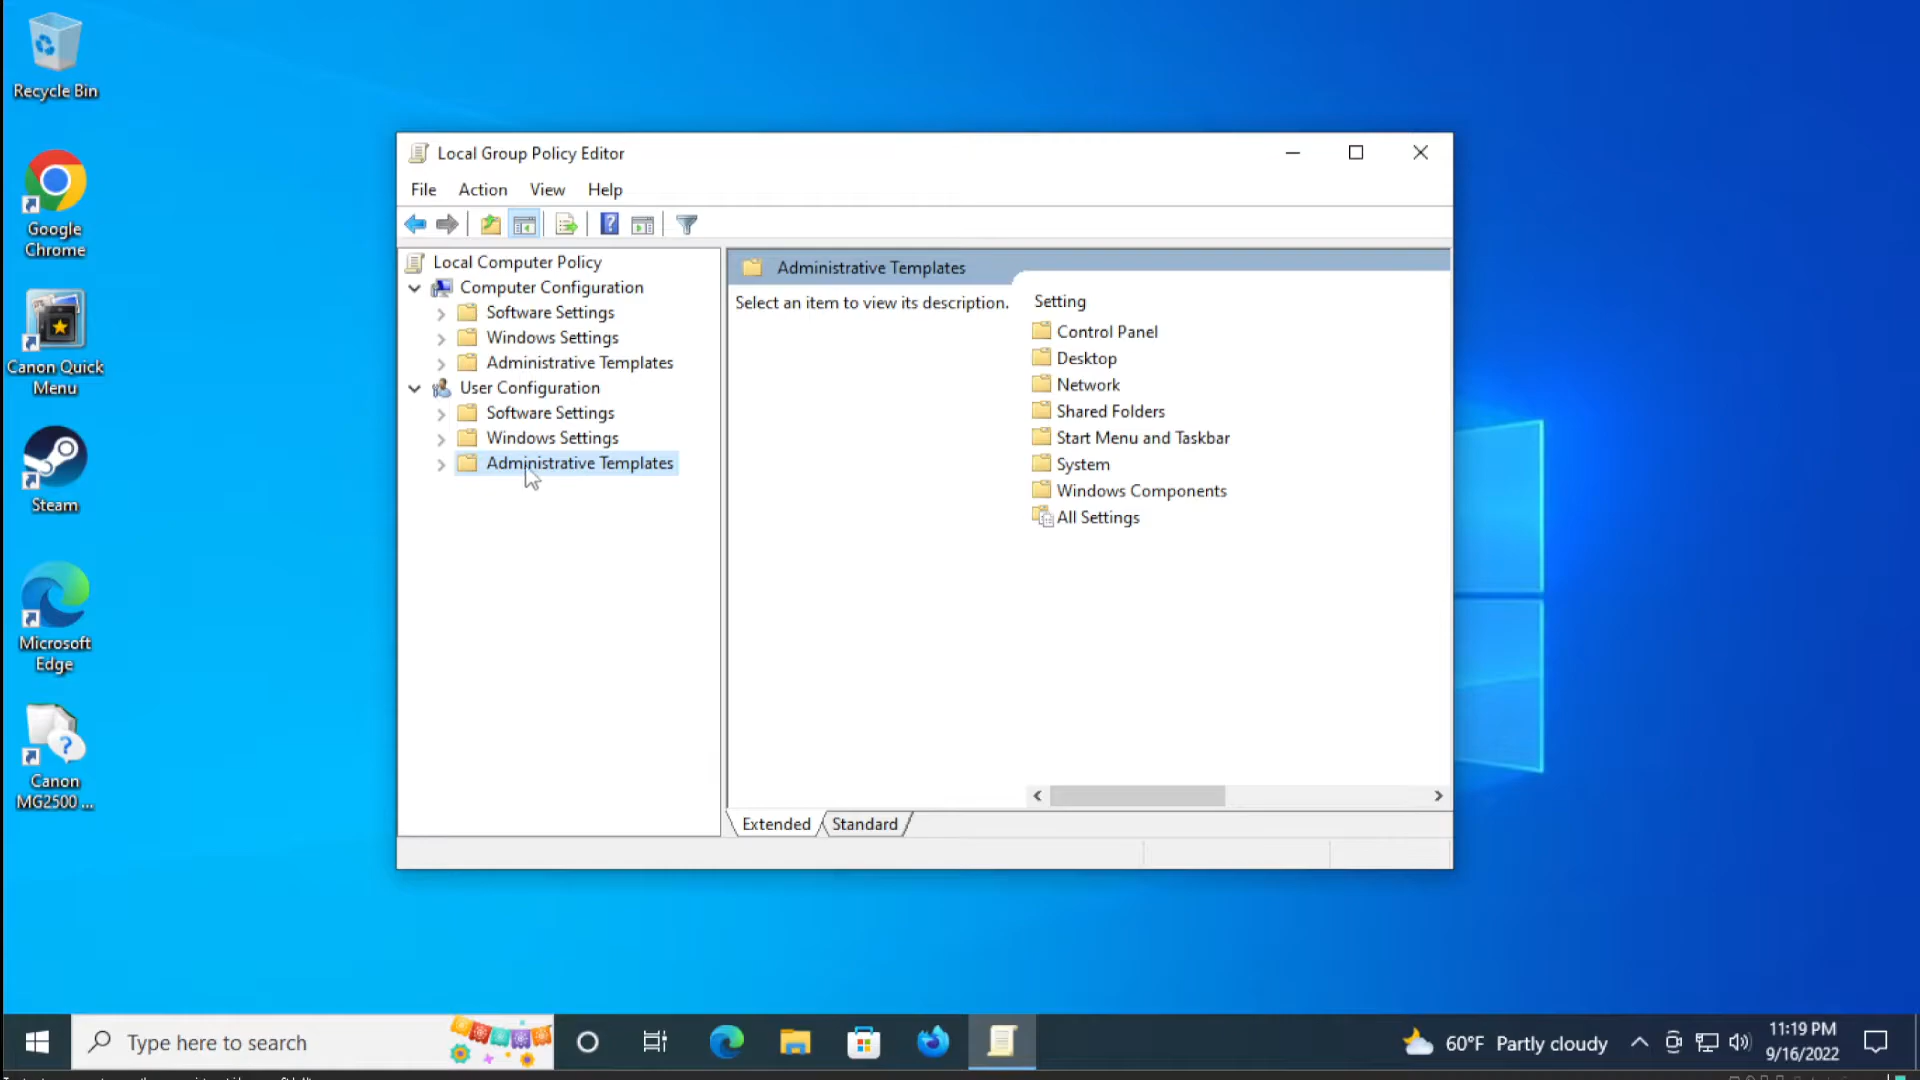 Recycle Bin
Google
Chrome
Canon Quick
Menu
Steam
Microsoft
Edge
Canon
MG2500 ...
Local Group Policy Editor
File Action View Help
Local Computer Policy
Computer Configuration
Software Settings
Windows Settings
Administrative Templates
User Configuration
Software Settings
Windows Settings
Administrative Templates
Administrative Templates
Select an item to view its description.
Setting
Control Panel
Desktop
Network
Shared Folders
Start Menu and Taskbar
System
Windows Components
All Settings
Extended Standard
Type here to search
60°F Partly cloudy
11:19 PM
9/16/2022